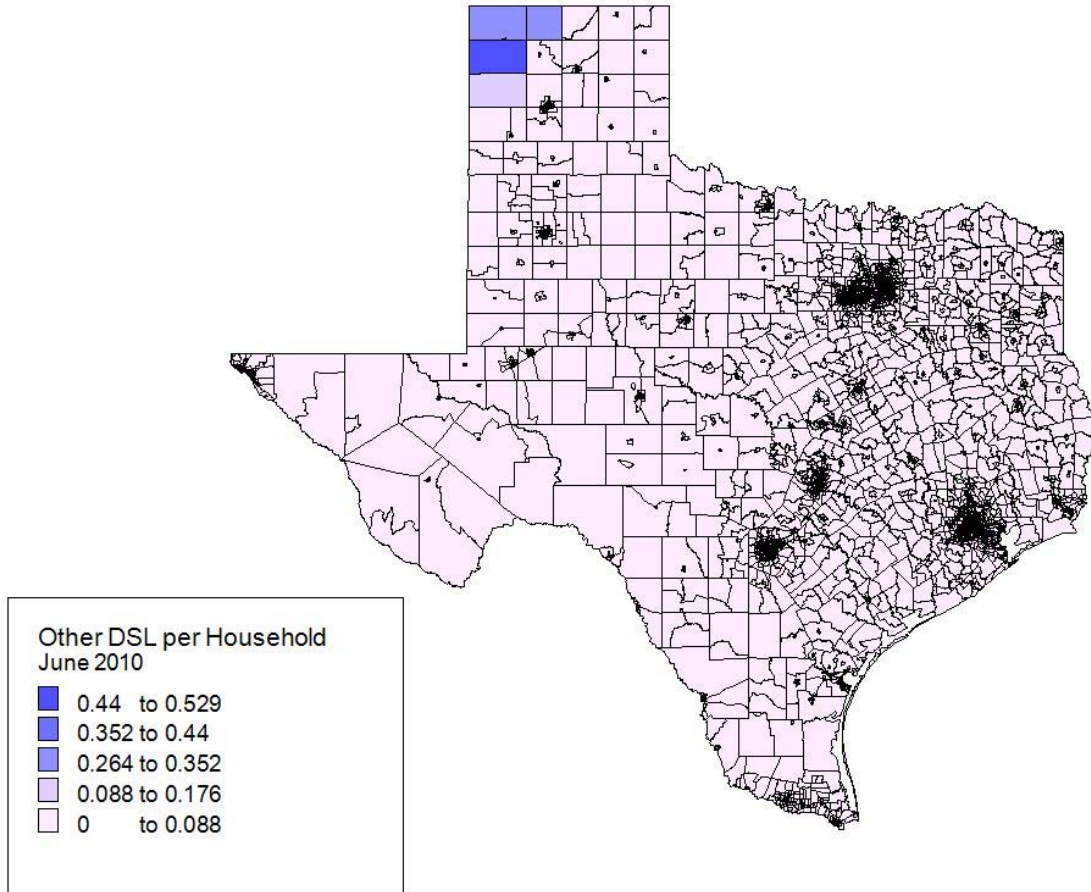 Other DSL per Household
June 2010
0.44 to 0.529
0.352 to 0.44
0.264 to 0.352
0.088 to 0.176
0 to 0.088